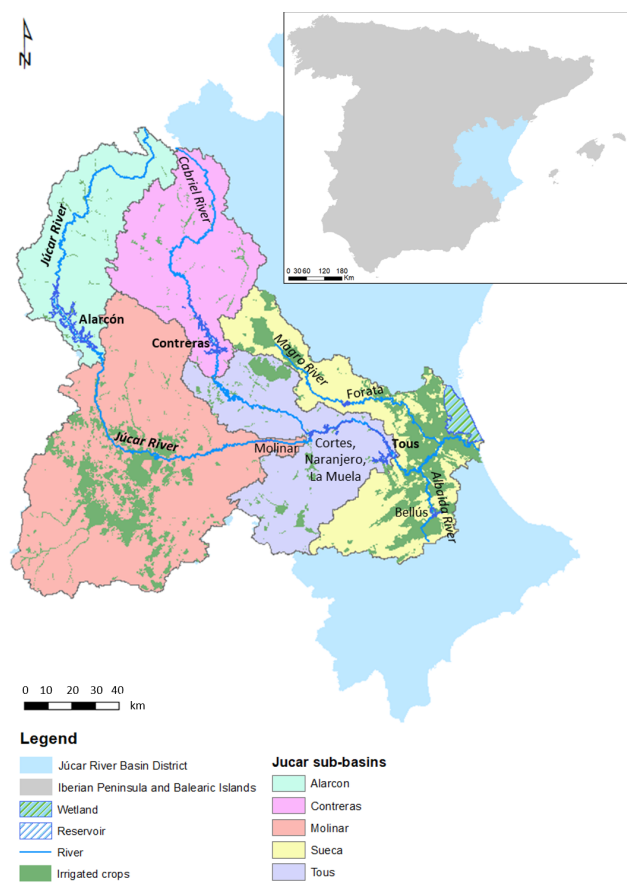 N
0 30 60 120 180
Km
Júcar River
Cabriel River
Alarcón
Contreras
Magro River
Forata
Júcar River
Molinar
Cortes,
Naranjero,
La Muela
Tous
Albaida River
Bellús
0 10 20 30 40
km
Legend
Júcar River Basin District
Iberian Peninsula and Balearic Islands
Wetland
Reservoir
River
Irrigated crops
Jucar sub-basins
Alarcon
Contreras
Molinar
Sueca
Tous